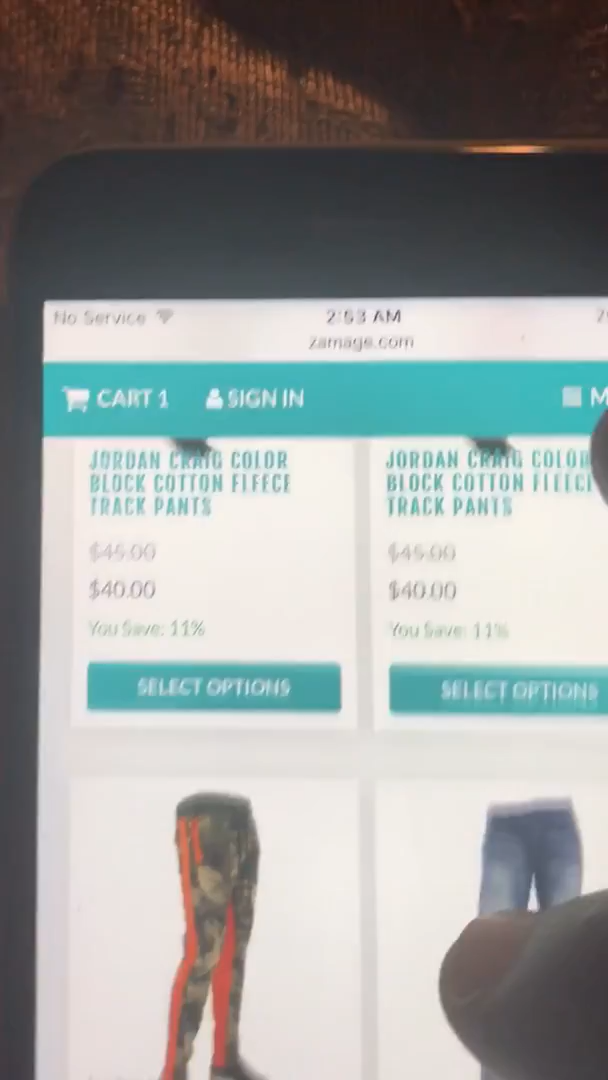 No Service
2:53 AM
zamage.com
CART 1
SIGN IN
M
JORDAN CRAIG COLOR
BLOCK COTTON FLEECE
TRACK PANTS
$45.00
$40.00
You Save: 11%
SELECT OPTIONS
JORDAN CRAIG COLOR
BLOCK COTTON FLEECE
TRACK PANTS
$45.00
$40.00
You Save: 11%
SELECT OPTIONS